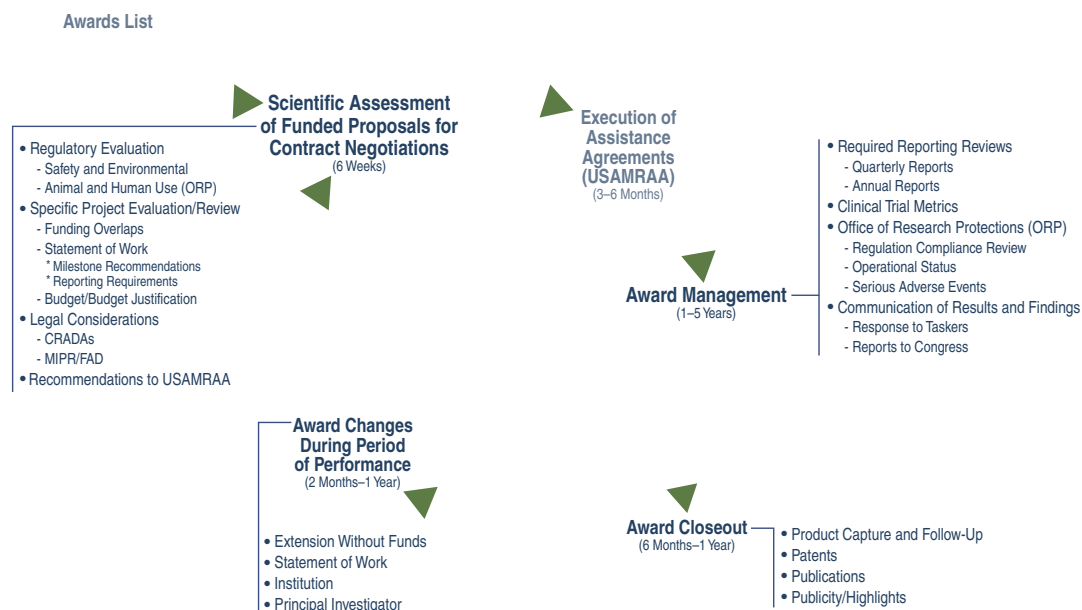 Awards List
Scientific Assessment
of Funded Proposals for
Contract Negotiations
(6 Weeks)
• Regulatory Evaluation
- Safety and Environmental
- Animal and Human Use (ORP)
• Specific Project Evaluation/Review
- Funding Overlaps
- Statement of Work
* Milestone Recommendations
* Reporting Requirements
- Budget/Budget Justification
• Legal Considerations
- CRADAs
- MIPR/FAD
• Recommendations to USAMRAA
Execution of
Assistance
Agreements
(USAMRAA)
(3–6 Months)
Award Management
(1–5 Years)
• Required Reporting Reviews
- Quarterly Reports
- Annual Reports
• Clinical Trial Metrics
• Office of Research Protections (ORP)
- Regulation Compliance Review
- Operational Status
- Serious Adverse Events
• Communication of Results and Findings
- Response to Taskers
- Reports to Congress
Award Changes
During Period
of Performance
(2 Months–1 Year)
• Extension Without Funds
• Statement of Work
• Institution
• Principal Investigator
Award Closeout
(6 Months–1 Year)
• Product Capture and Follow-Up
• Patents
• Publications
• Publicity/Highlights